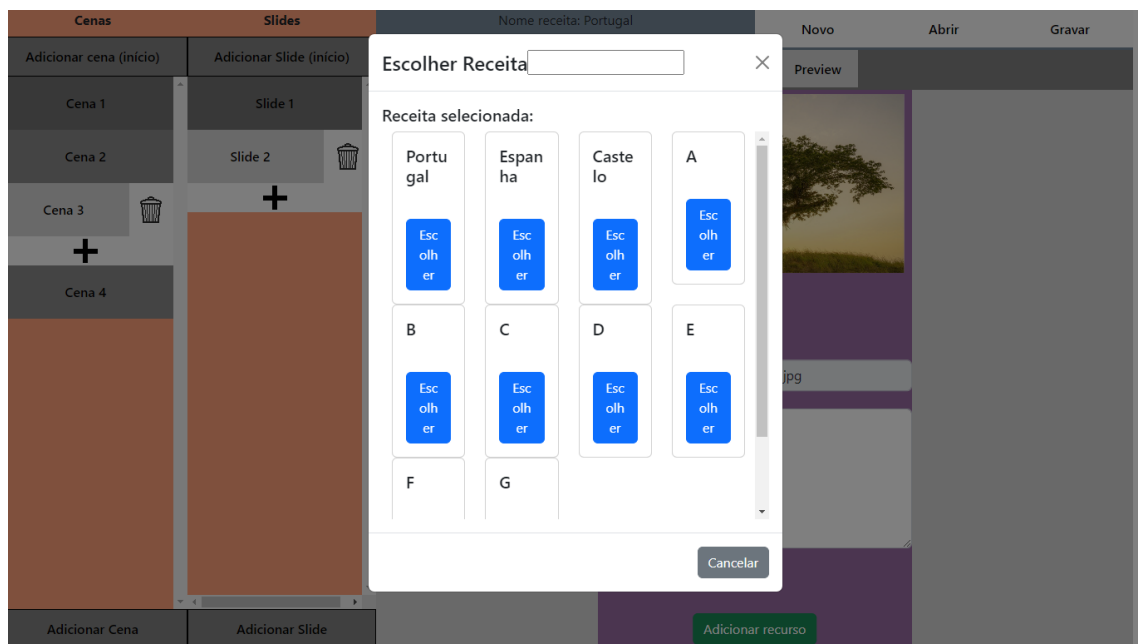 Cenas
Slides
Nome receita: Portugal
Novo
Abrir
Gravar
Adicionar cena (início)
Adicionar Slide (início)
Escolher Receita
Preview
Receita selecionada:
Cena 1
Slide 1
Cena 2
Slide 2
Cena 3
Cena 4
Portu
gal
Esc
olh
er
Espan
ha
Esc
olh
er
Caste
lo
Esc
olh
er
A
Esc
olh
er
B
Esc
olh
er
C
Esc
olh
er
D
Esc
olh
er
E
Esc
olh
er
F
G
jpg
Cancelar
Adicionar Cena
Adicionar Slide
Adicionar recurso